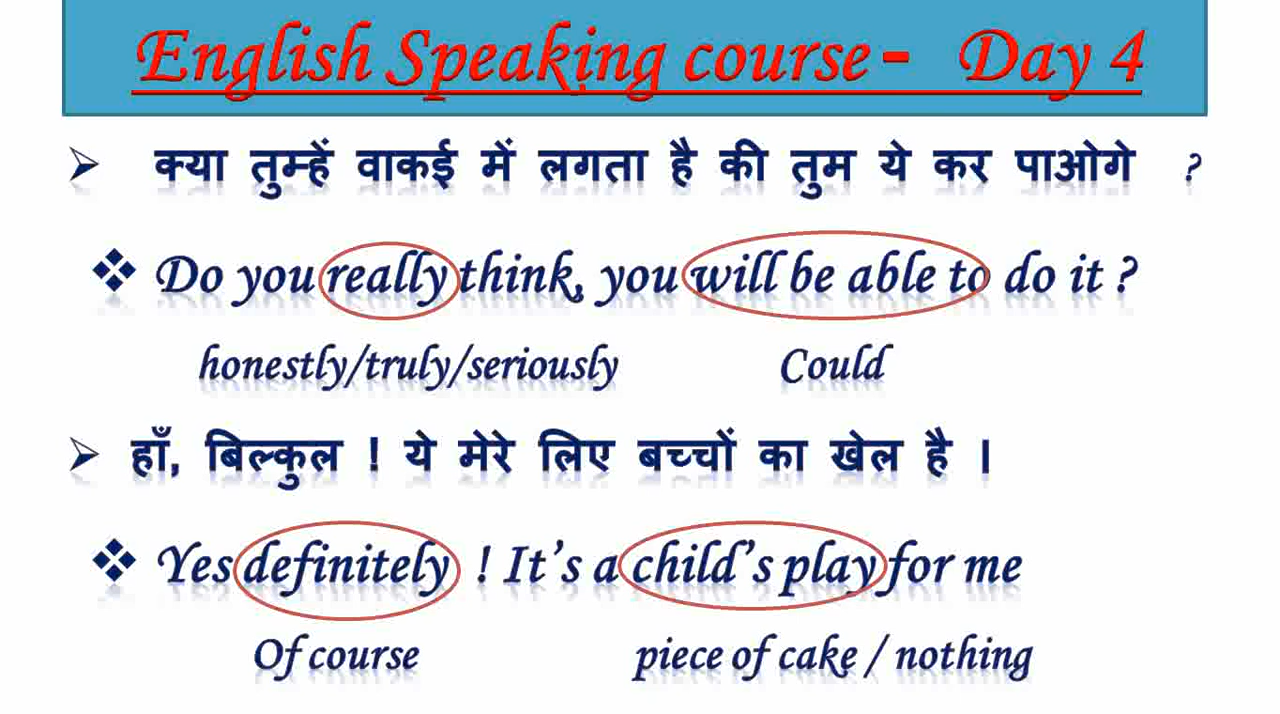 English Speaking course - Day 4
➢ क्या तुम्हें वाकई में लगता है की तुम ये कर पाओगे ?
❖ Do you really think, you will be able to do it ?
honestly/truly/seriously Could
➢ हाँ, बिल्कुल ! ये मेरे लिए बच्चों का खेल है ।
❖ Yes definitely ! It's a child's play for me
Of course piece of cake / nothing